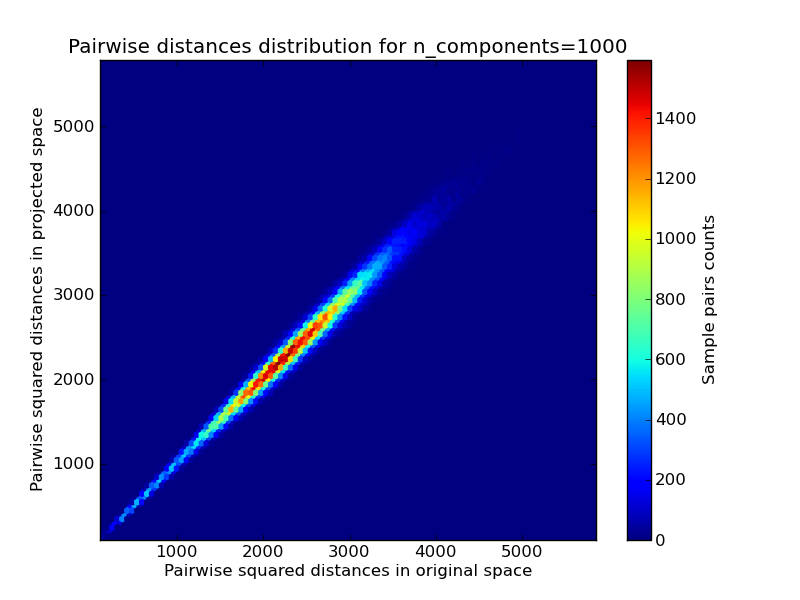 Pairwise distances distribution for n_components=1000
Pairwise squared distances in projected space
5000
4000
3000
2000
1000
1000 2000 3000 4000 5000
Pairwise squared distances in original space
1400
1200
1000
800
600
400
200
0
Sample pairs counts